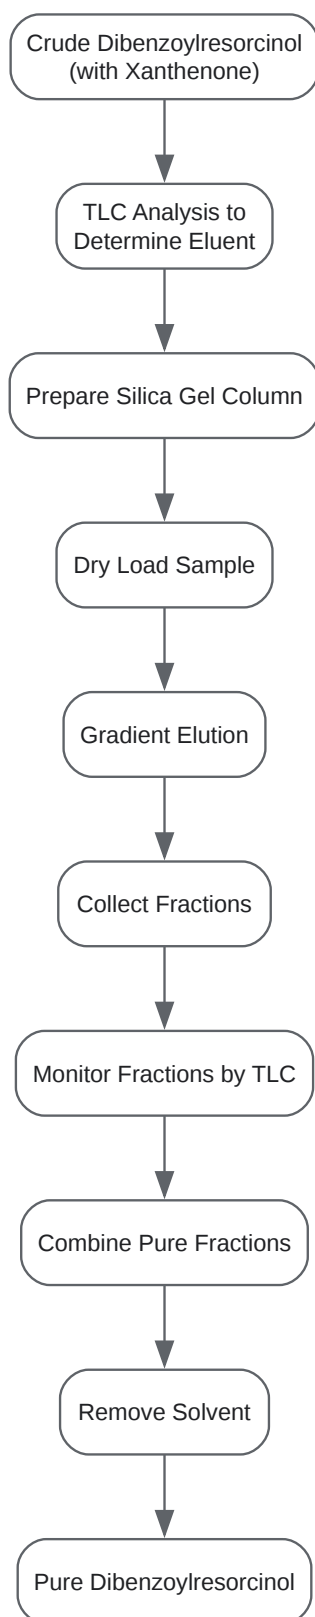 Crude Dibenzoylresorcinol
(with Xanthenone)
TLC Analysis to
Determine Eluent
Prepare Silica Gel Column
Dry Load Sample
Gradient Elution
Collect Fractions
Monitor Fractions by TLC
Combine Pure Fractions
Remove Solvent
Pure Dibenzoylresorcinol